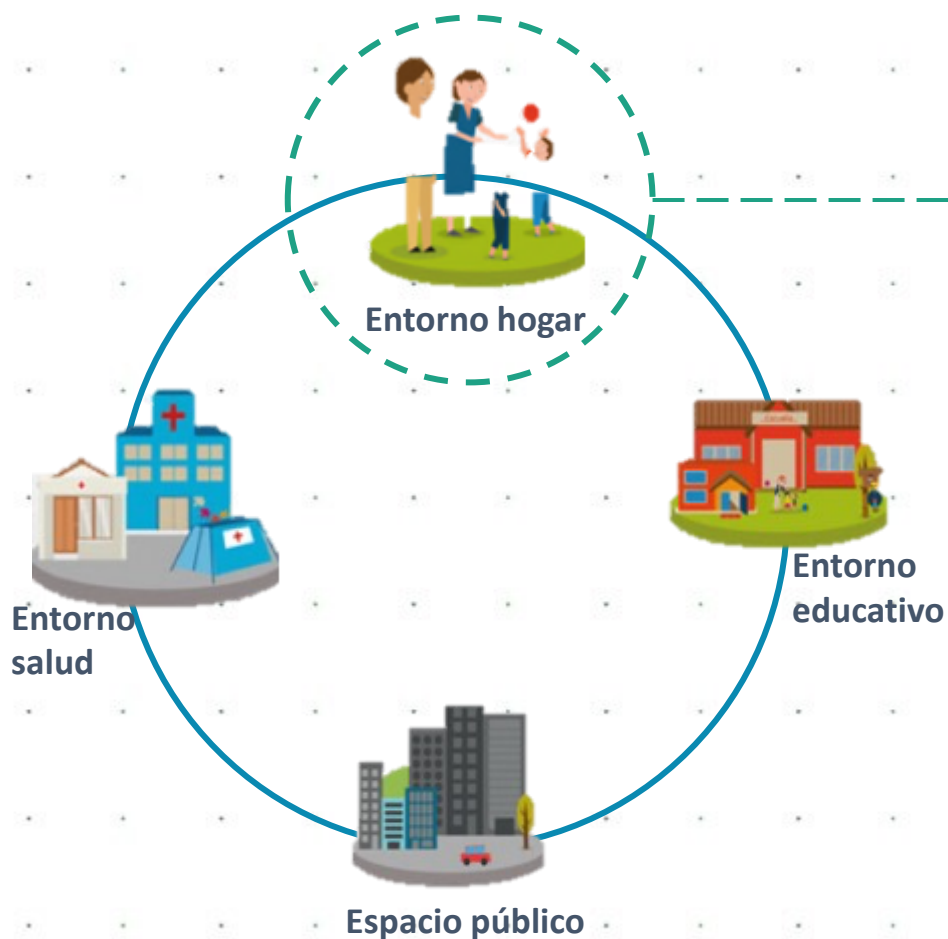 Entorno hogar
Entorno
salud
Entorno
educativo
Espacio público